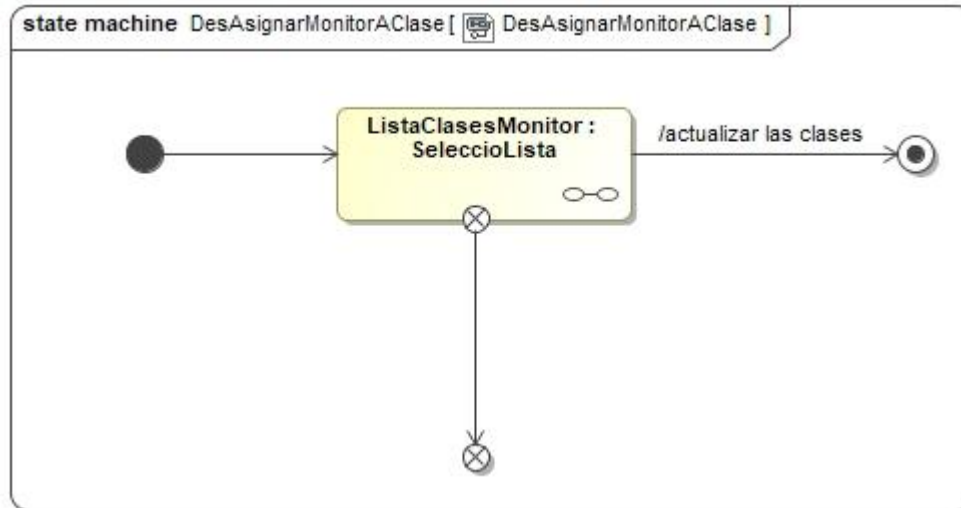 state machine DesAsignarMonitorAClase [ DesAsignarMonitorAClase ]
ListaClasesMonitor :
SeleccioLista
/actualizar las clases